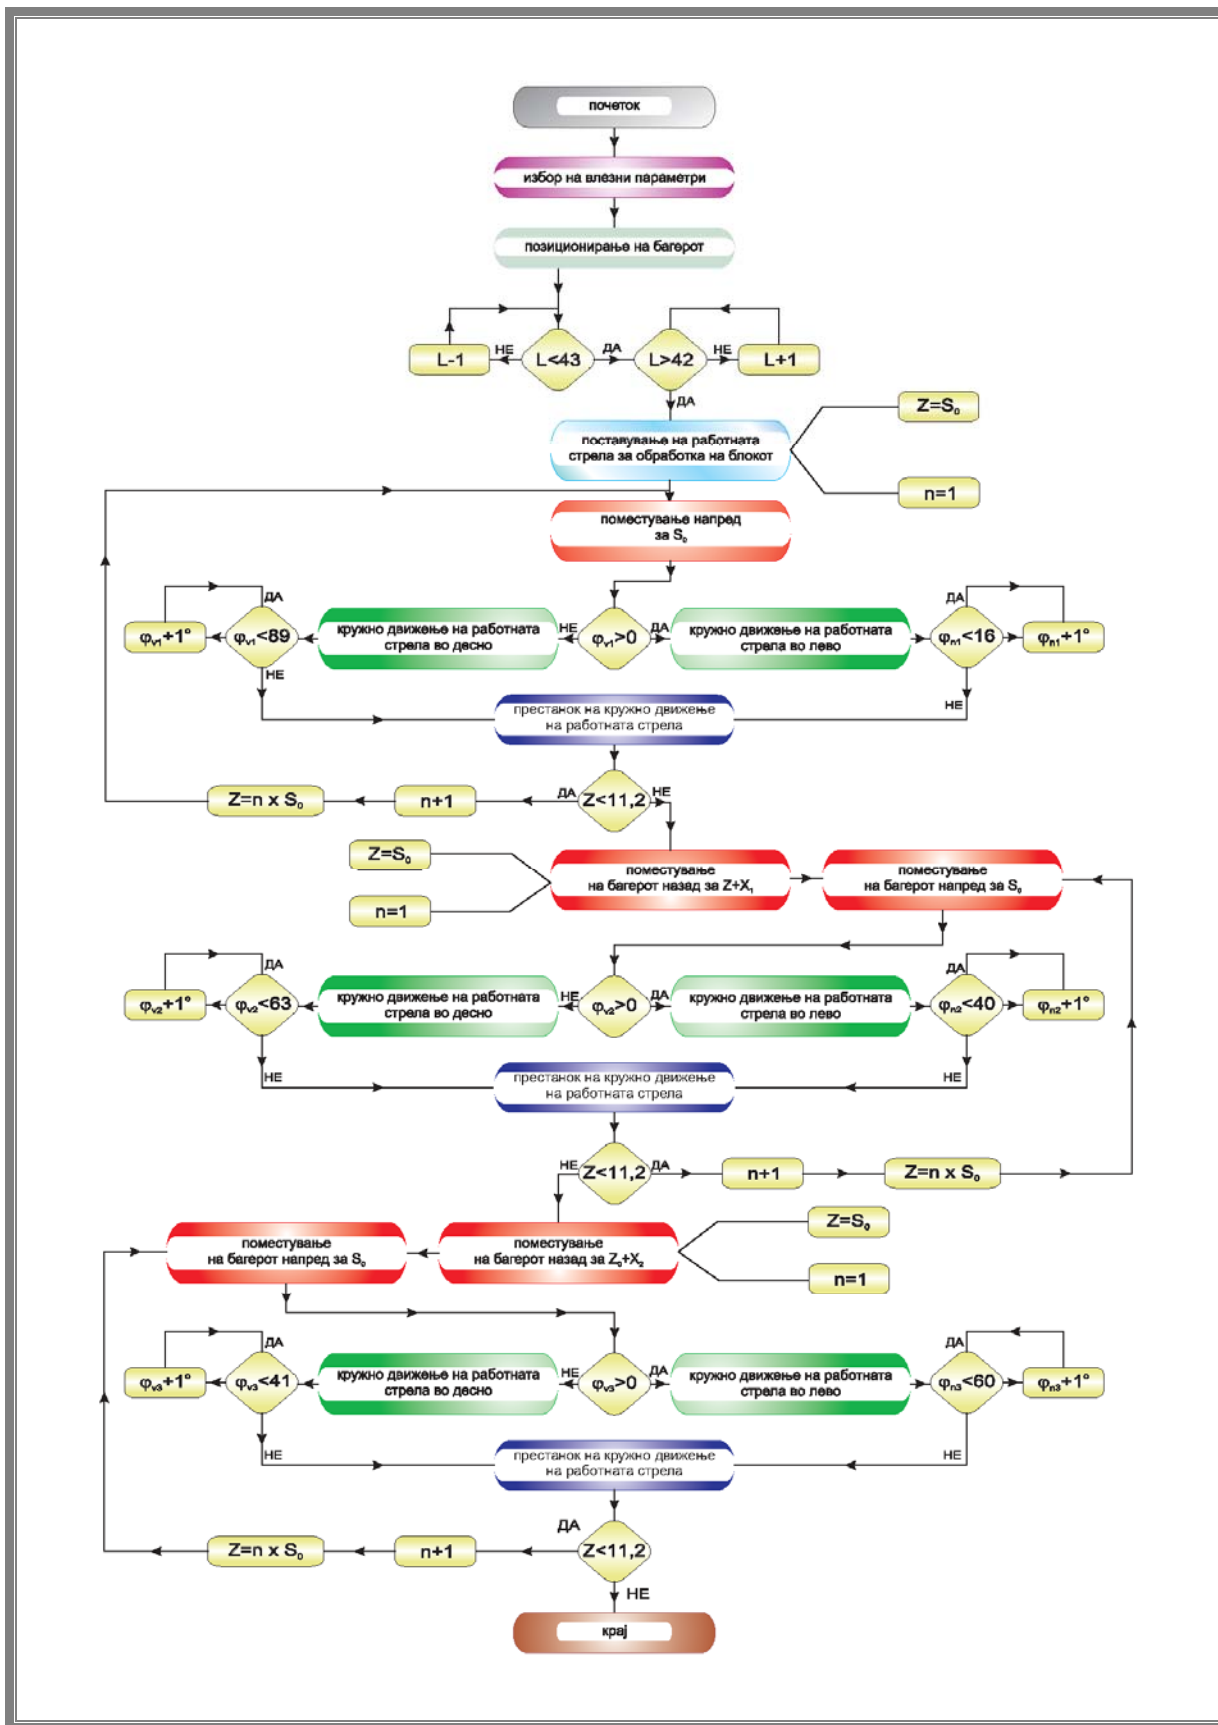 почеток
избор на влезни параметри
позиционирање на багерот
L-1
НЕ
L<43
ДА
L>42
НЕ
L+1
ДА
Z=S₀
поставување на работната
стрела за обработка на блокот
n=1
поместување напред
за S₀
ДА
φᵥ₁+1°
φᵥ₁<89
кружно движење на работната
стрела во десно
НЕ
φᵥ₁>0
ДА
кружно движење на работната
стрела во лево
ДА
φₙ₁<16
φₙ₁+1°
НЕ
НЕ
престанок на кружно движење
на работната стрела
Z=n x S₀
n+1
ДА
Z<11,2
НЕ
Z=S₀
n=1
поместување
на багерот назад за Z+X₁
поместување
на багерот напред за S₀
ДА
φᵥ₂+1°
φᵥ₂<63
кружно движење на работната
стрела во десно
НЕ
φᵥ₂>0
ДА
кружно движење на работната
стрела во лево
ДА
φₙ₂<40
φₙ₂+1°
НЕ
НЕ
престанок на кружно движење
на работната стрела
НЕ
Z<11,2
ДА
n+1
Z=n x S₀
поместување
на багерот напред за S₀
поместување
на багерот назад за Z₀+X₂
Z=S₀
n=1
ДА
φᵥ₃+1°
φᵥ₃<41
кружно движење на работната
стрела во десно
НЕ
φᵥ₃>0
ДА
кружно движење на работната
стрела во лево
ДА
φₙ₃<60
φₙ₃+1°
НЕ
НЕ
престанок на кружно движење
на работната стрела
Z=n x S₀
n+1
ДА
Z<11,2
НЕ
крај